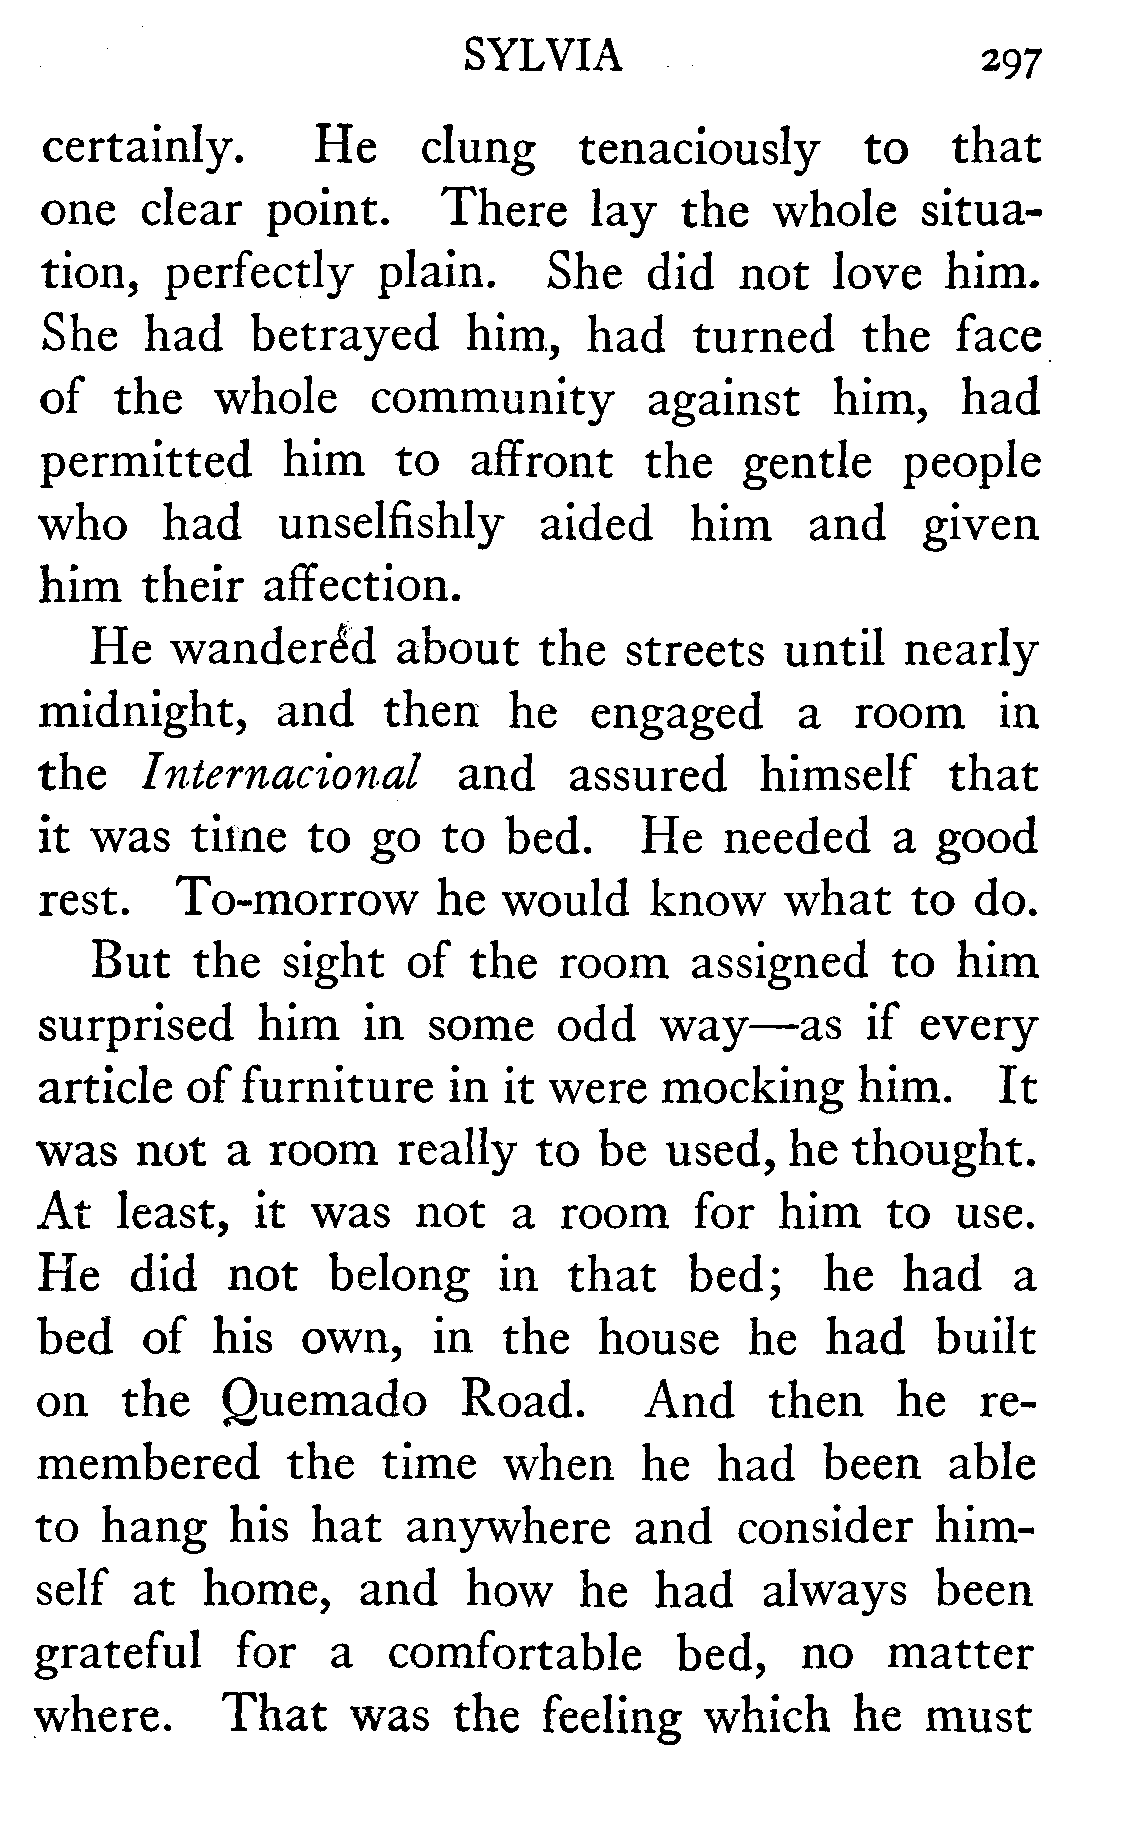 SYLVIA 297
certainly. He clung tenaciously to that
one clear point. There lay the whole situa-
tion, perfectly plain. She did not love him.
She had betrayed him, had turned the face
of the whole community against him, had
permitted him to affront the gentle people
who had unselfishly aided him and given
him their affection.
He wandered about the streets until nearly
midnight, and then he engaged a room in
the Internacional and assured himself that
it was time to go to bed. He needed a good
rest. To-morrow he would know what to do.
But the sight of the room assigned to him
surprised him in some odd way—as if every
article of furniture in it were mocking him. It
was not a room really to be used, he thought.
At least, it was not a room for him to use.
He did not belong in that bed; he had a
bed of his own, in the house he had built
on the Quemado Road. And then he re-
membered the time when he had been able
to hang his hat anywhere and consider him-
self at home, and how he had always been
grateful for a comfortable bed, no matter
where. That was the feeling which he must